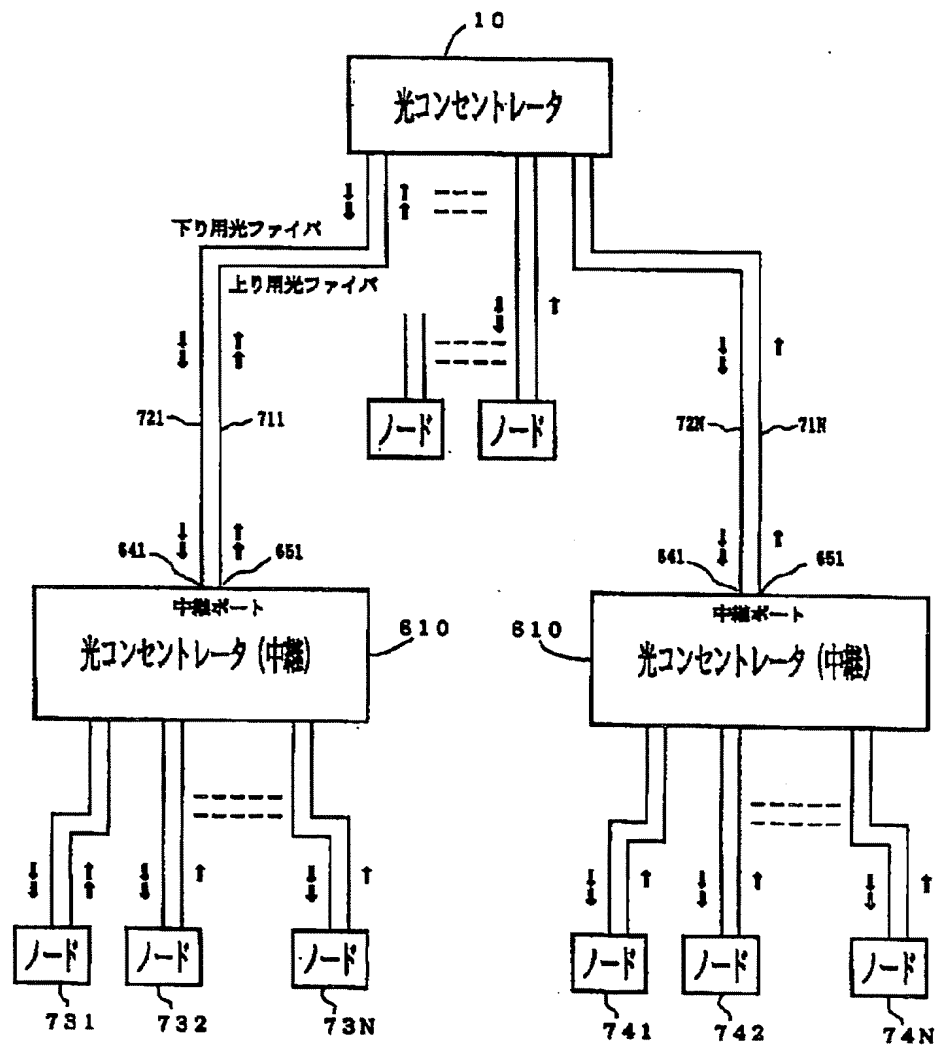 10
光コンセントレータ
下り用光ファイバ
上り用光ファイバ
ノード
ノード
721
711
72N
71N
641
651
641
651
中継ポート
光コンセントレータ (中継)
610
610
中継ポート
光コンセントレータ (中継)
ノード
ノード
ノード
ノード
ノード
ノード
731
732
73N
741
742
74N